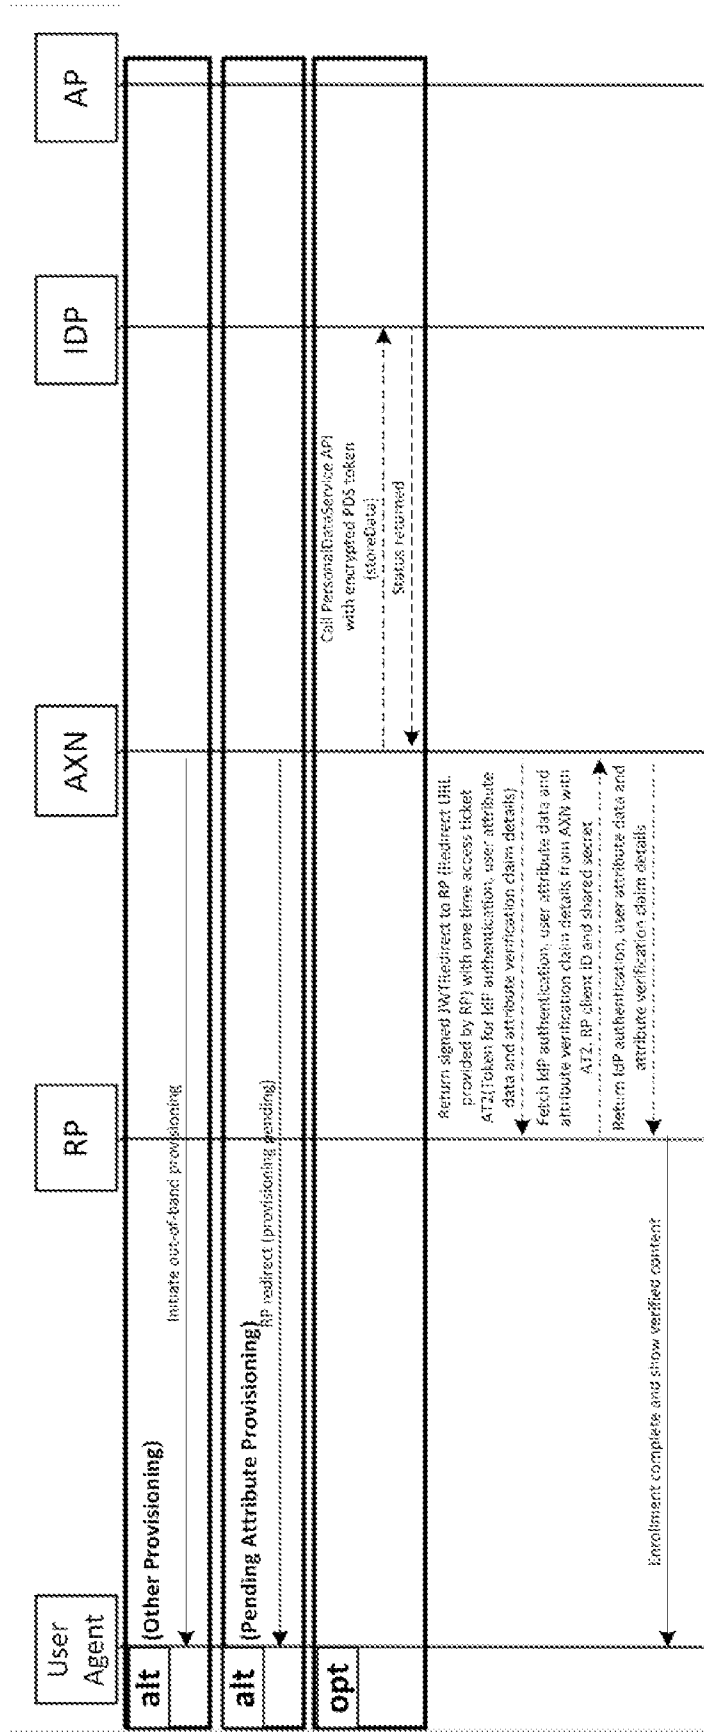 User
Agent
RP
AXN
IDP
AP
alt
(Other Provisioning)
Initiate out-of-band provisioning
alt
(Pending Attribute Provisioning)
RP redirect (provisioning pending)
opt
Call PersonalDataService API
with encrypted PDS token
(storeData)
Status returned
Return signed JWT(Redirect to RP (Redirect URL
provided by RP) with one time access ticket
AT2(Token for IdP authentication, user attribute
data and attribute verification claim details)
Fetch IdP authentication, user attribute data and
attribute verification claim details from AXN with
AT2, RP client ID and shared secret
Return IdP authentication, user attribute data and
attribute verification claim details
Enrollment complete and show verified content